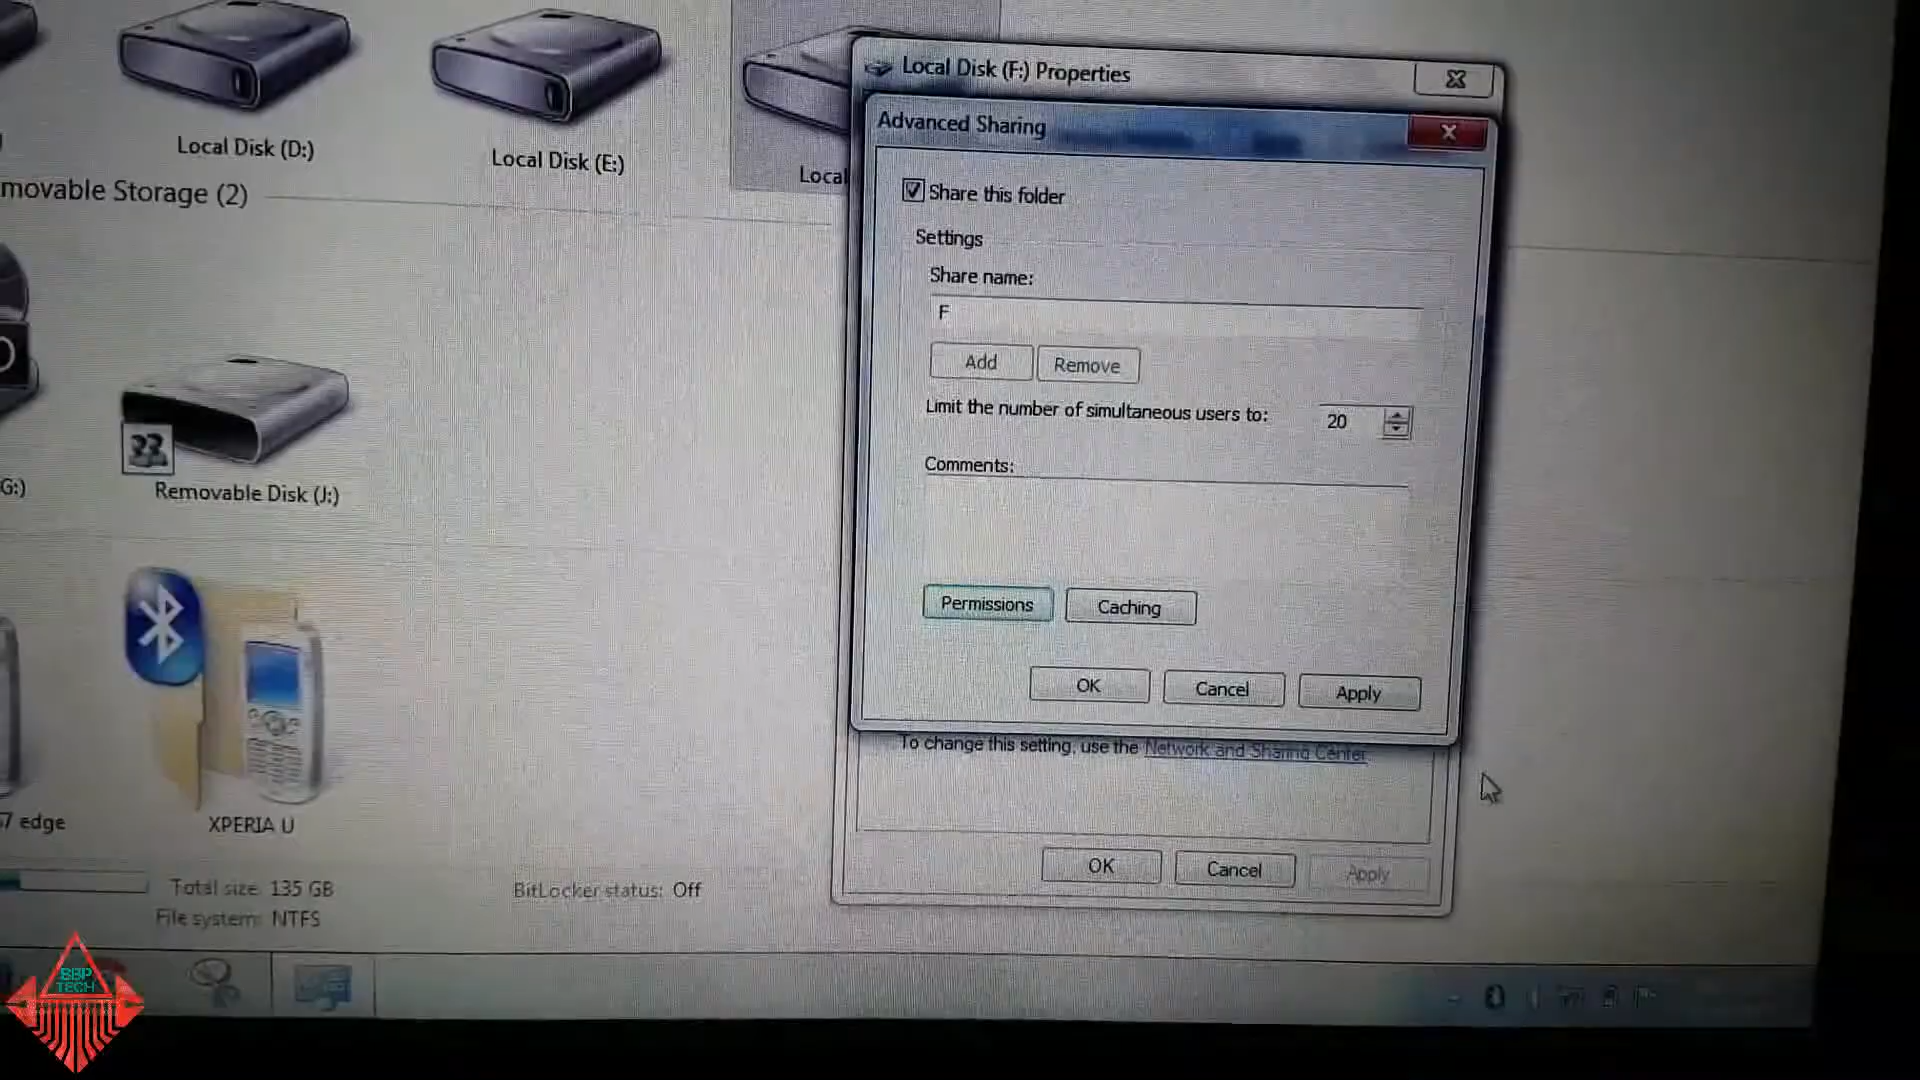 Local Disk (F:) Properties
Advanced Sharing
Local Disk (D:)
Local Disk (E:)
Local
movable Storage (2)
Share this folder
Settings
Share name:
F
Add
Remove
Limit the number of simultaneous users to:
20
Comments:
G:)
Removable Disk (J:)
Permissions
Caching
OK
Cancel
Apply
To change this setting, use the Network and Sharing Center.
7 edge
XPERIA U
OK
Cancel
Apply
Total size: 135 GB
BitLocker status: Off
File system: NTFS
BBP
TECH